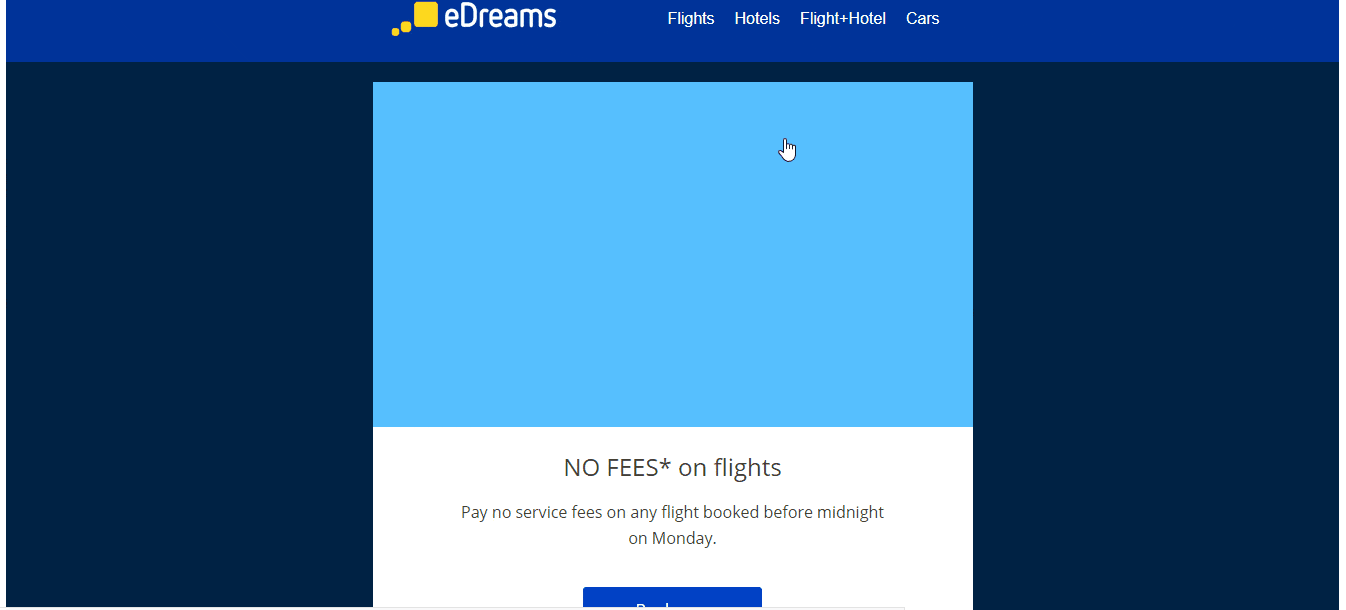 eDreams
Flights Hotels Flight+Hotel Cars
NO FEES* on flights
Pay no service fees on any flight booked before midnight
on Monday.